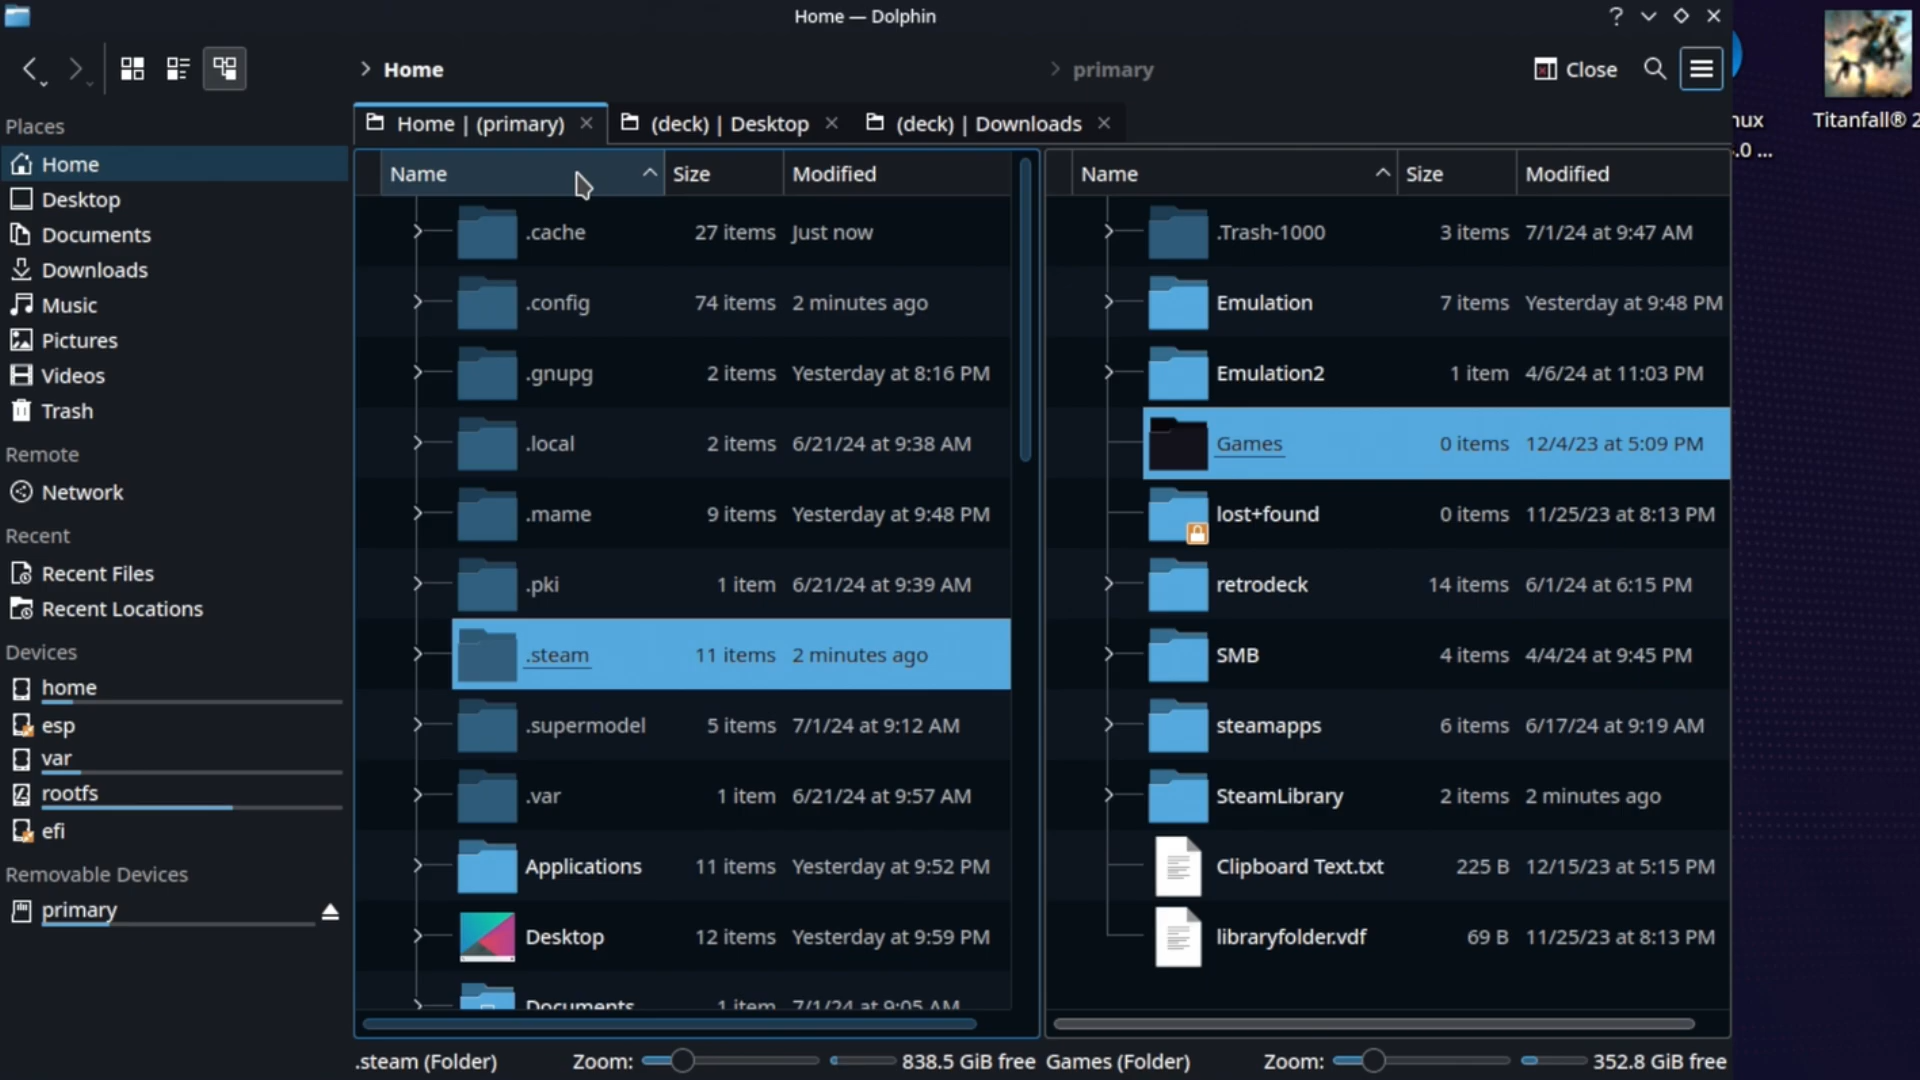 Home — Dolphin
Home
primary
Close
Home | (primary)
(deck) | Desktop
(deck) | Downloads
Places
Home
Desktop
Documents
Downloads
Music
Pictures
Videos
Trash
Remote
Network
Recent
Recent Files
Recent Locations
Devices
home
esp
var
rootfs
efi
Removable Devices
primary
Name Size Modified
.cache 27 items Just now
.config 74 items 2 minutes ago
.gnupg 2 items Yesterday at 8:16 PM
.local 2 items 6/21/24 at 9:38 AM
.mame 9 items Yesterday at 9:48 PM
.pki 1 item 6/21/24 at 9:39 AM
.steam 11 items 2 minutes ago
.supermodel 5 items 7/1/24 at 9:12 AM
.var 1 item 6/21/24 at 9:57 AM
Applications 11 items Yesterday at 9:52 PM
Desktop 12 items Yesterday at 9:59 PM
Documents 1 item 7/1/24 at 9:05 AM
.steam (Folder) Zoom: 838.5 GiB free
Name Size Modified
.Trash-1000 3 items 7/1/24 at 9:47 AM
Emulation 7 items Yesterday at 9:48 PM
Emulation2 1 item 4/6/24 at 11:03 PM
Games 0 items 12/4/23 at 5:09 PM
lost+found 0 items 11/25/23 at 8:13 PM
retrodeck 14 items 6/1/24 at 6:15 PM
SMB 4 items 4/4/24 at 9:45 PM
steamapps 6 items 6/17/24 at 9:19 AM
SteamLibrary 2 items 2 minutes ago
Clipboard Text.txt 225 B 12/15/23 at 5:15 PM
libraryfolder.vdf 69 B 11/25/23 at 8:13 PM
Games (Folder) Zoom: 352.8 GiB free
nux
.0 ...
Titanfall® 2